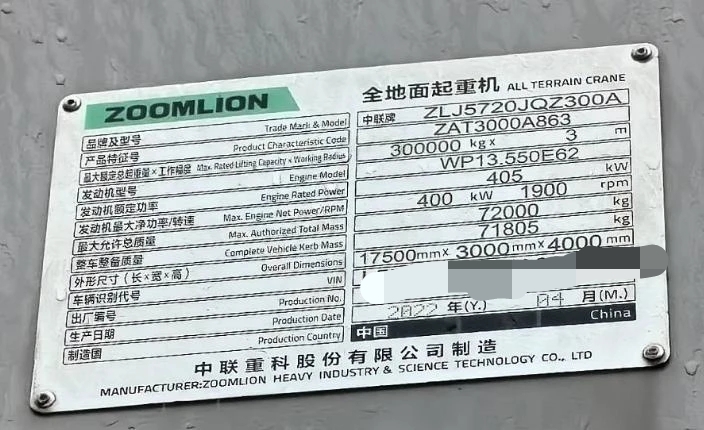 ZOOMLION
全地面起重机 ALL TERRAIN CRANE
品牌及型号 Trade Mark & Model 中联牌 ZLJ5720JQZ300A
产品特征号 Product Characteristic Code ZAT3000A863
最大额定总起重量×工作幅度 Max. Rated Lifting Capacity × Working Radius 300000 kg x 3 m
发动机型号 Engine Model WP13.550E62
发动机额定功率 Engine Rated Power 405 kW
发动机最大净功率/转速 Max. Engine Net Power/RPM 400 kW 1900 rpm
最大允许总质量 Max. Authorized Total Mass 72000 kg
整车整备质量 Complete Vehicle Kerb Mass 71805 kg
外形尺寸(长×宽×高) Overall Dimensions 17500mm× 3000mm× 4000 mm
车辆识别代号 VIN
出厂编号 Production No.
生产日期 Production Date 2022 年(Y.) 04 月(M.)
制造国 Production Country 中国 China
中联重科股份有限公司制造
MANUFACTURER:ZOOMLION HEAVY INDUSTRY & SCIENCE TECHNOLOGY CO., LTD